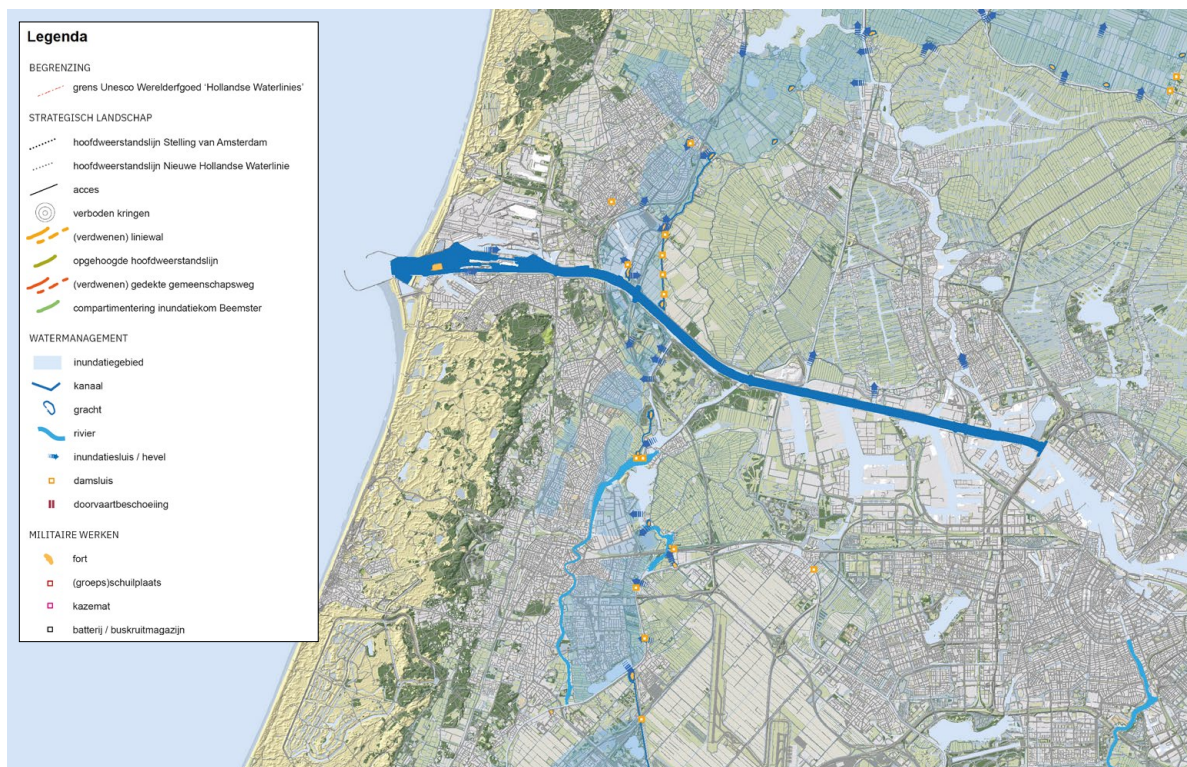 Legenda
BEGRENZING
grens Unesco Werelderfgoed 'Hollandse Waterlinies'
STRATEGISCH LANDSCHAP
hoofdweerstandslijn Stelling van Amsterdam
hoofdweerstandslijn Nieuwe Hollandse Waterlinie
acces
verboden kringen
(verdwenen) liniewal
opgehoogde hoofdweerstandslijn
(verdwenen) gedekte gemeenschapsweg
compartimentering inundatiekom Beemster
WATERMANAGEMENT
inundatiegebied
kanaal
gracht
rivier
inundatiesluis / hevel
damsluis
doorvaartbeschoeiing
MILITAIRE WERKEN
fort
(groeps)schuilplaats
kazemat
batterij / buskruitmagazijn